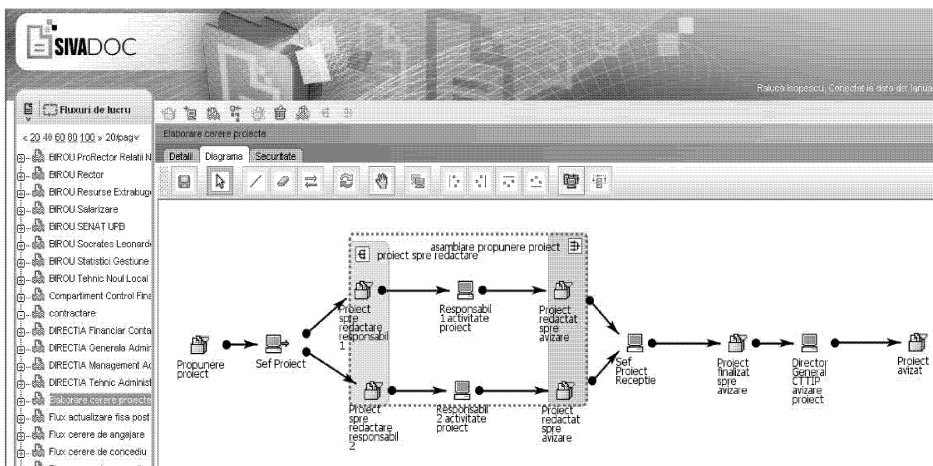 SIVADOC
Raluca Isopescu, Conectat la data de: Ianua
Fluxuri de lucru
< 20 40 60 80 100 > 20/pag
Elaborare cerere proiecte
Detalii Diagrama Securitate
BIROU ProRector Relatii N
BIROU Rector
BIROU Resurse Extrabug
BIROU Salarizare
BIROU SENAT UPB
BIROU Socrates Leonard
BIROU Statistici Gestiune
BIROU Tehnic Noul Local
Compartiment Control Fina
contractare
DIRECTIA Financiar Conta
DIRECTIA Generala Admir
DIRECTIA Management Ac
DIRECTIA Tehnic Administ
Elaborare cerere proiecte
Flux actualizare fisa post
Flux cerere de angajare
Flux cerere de concediu
asamblare propunere proiect
proiect spre redactare
Proiect
spre
redactare
responsabil
1
Responsabil
1 activitate
proiect
Proiect
redactat
spre
avizare
Propunere
proiect
Sef Proiect
Sef
Proiect
Receptie
Proiect
finalizat
spre
avizare
Director
General
CTTIP
avizare
proiect
Proiect
avizat
Proiect
spre
redactare
responsabil
2
Responsabil
2 activitate
proiect
Proiect
redactat
spre
avizare